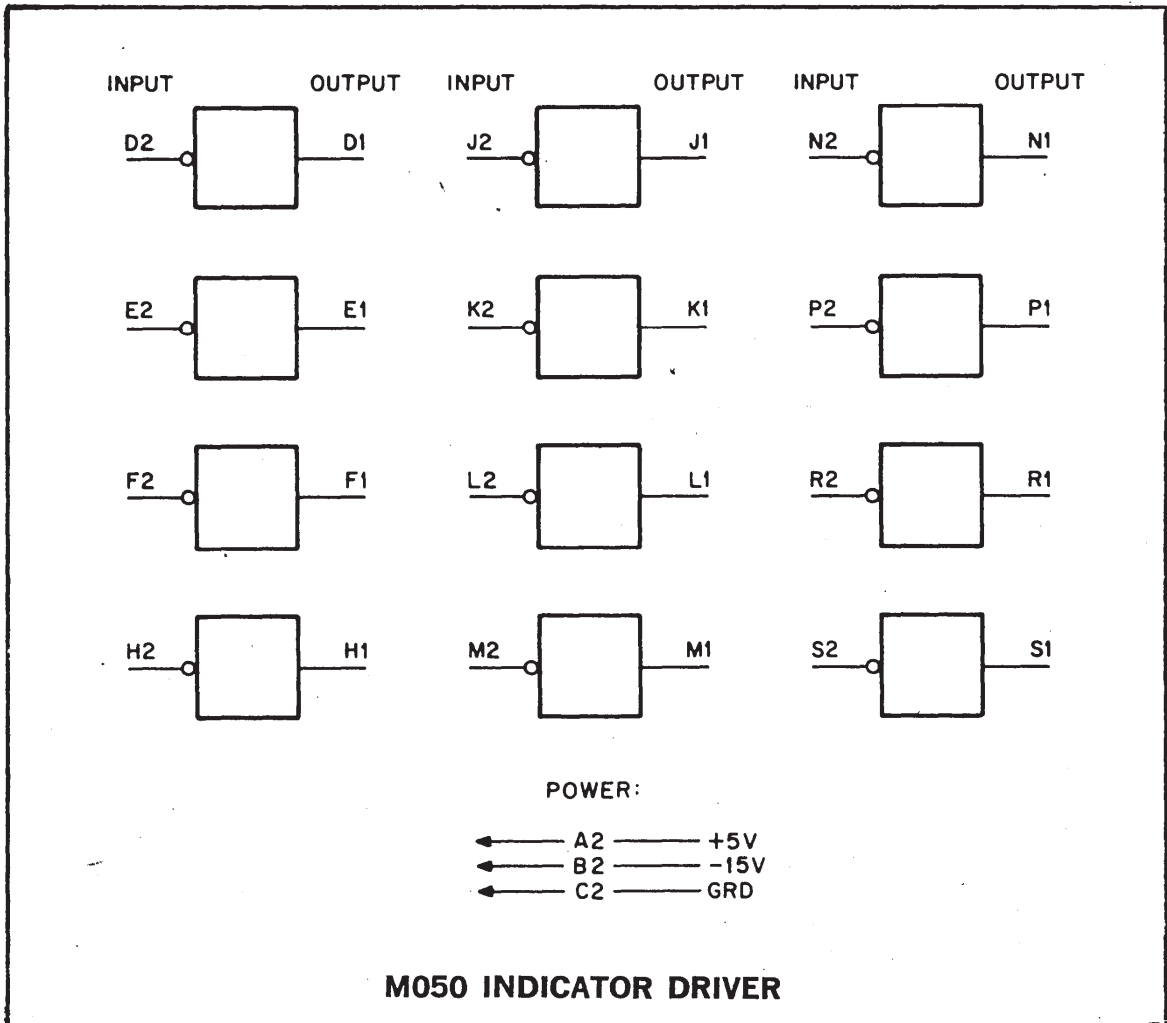 INPUT OUTPUT INPUT OUTPUT INPUT OUTPUT
D2 D1 J2 J1 N2 N1
E2 E1 K2 K1 P2 P1
F2 F1 L2 L1 R2 R1
H2 H1 M2 M1 S2 S1
POWER:
A2 +5V
B2 -15V
C2 GRD
M050 INDICATOR DRIVER